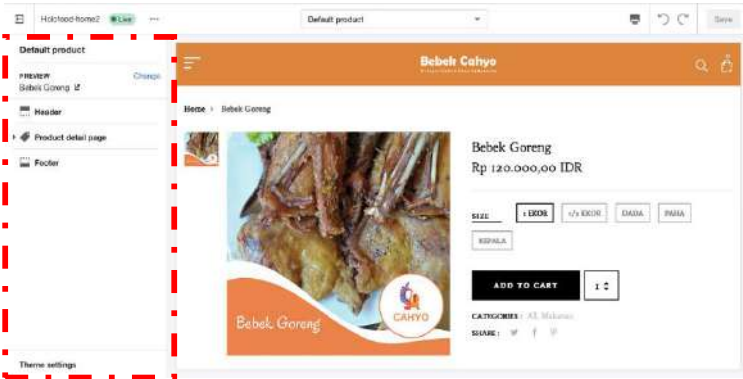 Holofood-home2 Live
Default product
Save
Default product
PREVIEW
Change
Bebek Goreng
Header
Product detail page
Footer
Theme settings
Bebek Cahyo
Home > Bebek Goreng
Bebek Goreng
CAHYO
Bebek Goreng
Rp 120.000,00 IDR
SIZE
1 EKOR
1/2 EKOR
DADA
PAHA
KEPALA
ADD TO CART
1
CATEGORIES : All, Makanan
SHARE :